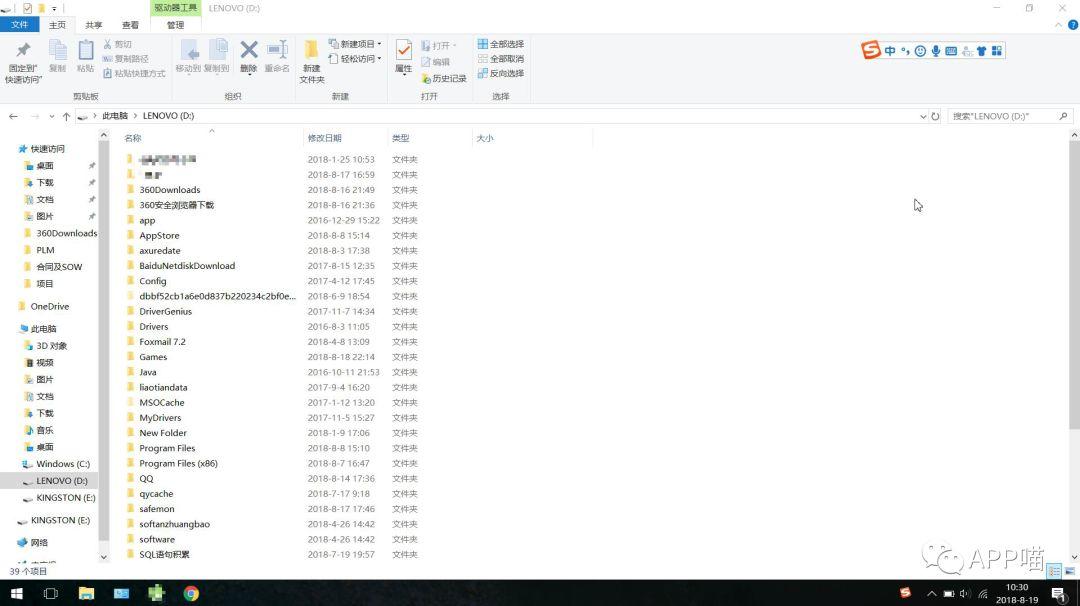 驱动器工具 LENOVO (D:)
文件 主页 共享 查看 管理
固定到"快速访问"
复制
粘贴
剪切
复制路径
粘贴快捷方式
剪贴板
移动到 复制到 删除 重命名
组织
新建文件夹
新建项目
轻松访问
新建
属性
打开
编辑
历史记录
打开
全部选择
全部取消
反向选择
选择
中
此电脑 LENOVO (D:)
搜索"LENOVO (D:)"
名称 修改日期 类型 大小
快速访问
桌面
下载
文档
图片
360Downloads
PLM
合同及SOW
项目
OneDrive
此电脑
3D 对象
视频
图片
文档
下载
音乐
桌面
Windows (C:)
LENOVO (D:)
KINGSTON (E:)
KINGSTON (E:)
网络
2018-1-25 10:53 文件夹
2018-8-17 16:59 文件夹
360Downloads 2018-8-16 21:49 文件夹
360安全浏览器下载 2018-8-16 21:36 文件夹
app 2016-12-29 15:22 文件夹
AppStore 2018-8-8 15:14 文件夹
axuredate 2018-8-3 17:38 文件夹
BaiduNetdiskDownload 2017-8-15 12:35 文件夹
Config 2017-4-12 17:45 文件夹
dbbf52cb1a6e0d837b220234c2bf0e... 2018-6-9 18:54 文件夹
DriverGenius 2017-11-7 14:34 文件夹
Drivers 2016-8-3 11:05 文件夹
Foxmail 7.2 2018-4-8 13:09 文件夹
Games 2018-8-18 22:14 文件夹
Java 2016-10-11 21:53 文件夹
liaotiandata 2017-9-4 16:20 文件夹
MSOCache 2017-1-12 13:20 文件夹
MyDrivers 2017-11-5 15:27 文件夹
New Folder 2018-1-9 17:06 文件夹
Program Files 2018-8-8 15:10 文件夹
Program Files (x86) 2018-8-7 16:47 文件夹
QQ 2018-8-14 17:36 文件夹
qycache 2018-7-17 9:18 文件夹
safemon 2018-8-17 17:46 文件夹
softanzhuangbao 2018-4-26 14:42 文件夹
software 2018-4-26 14:42 文件夹
SQL语句积累 2018-7-19 19:57 文件夹
APP喵
39 个项目
10:30
2018-8-19
1